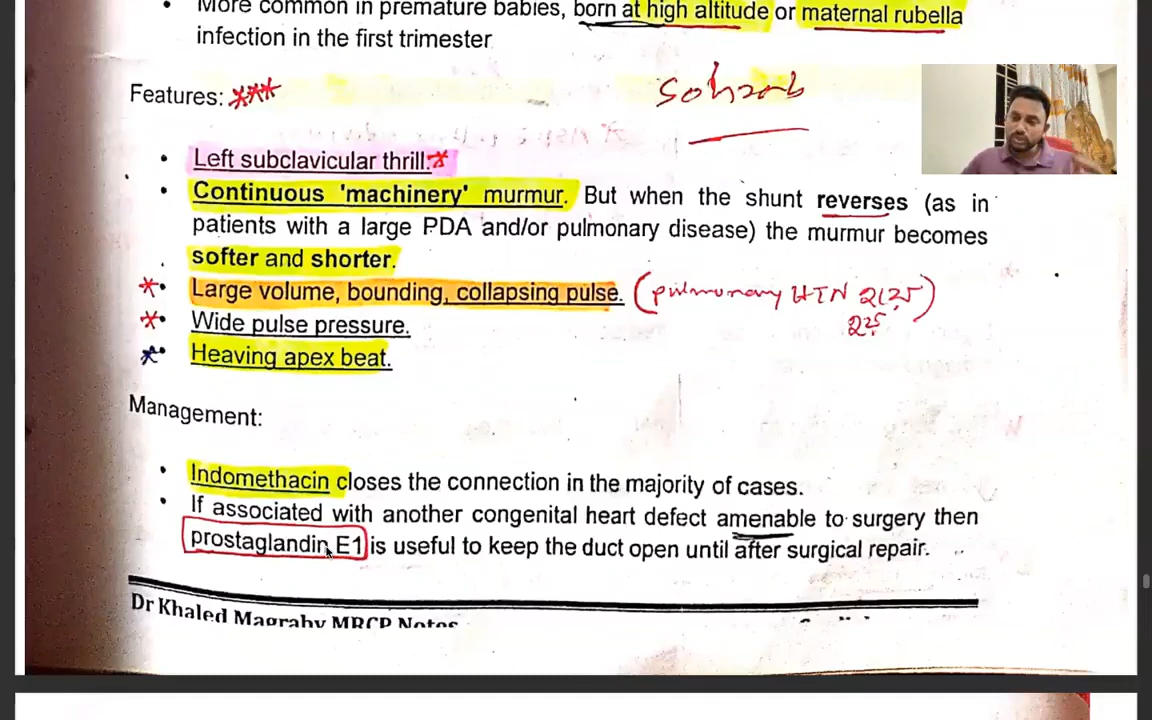 More common in premature babies, born at high altitude or maternal rubella
infection in the first trimester
Features: ***
Left subclavicular thrill.*
• Continuous 'machinery' murmur. But when the shunt reverses (as in
patients with a large PDA and/or pulmonary disease) the murmur becomes
softer and shorter.
* • Large volume, bounding, collapsing pulse. (pulmonary HTN
* • Wide pulse pressure.
* • Heaving apex beat.
Management:
• Indomethacin closes the connection in the majority of cases.
• If associated with another congenital heart defect amenable to surgery then
prostaglandin E1 is useful to keep the duct open until after surgical repair.
Dr Khaled Magraby MRCP Notes